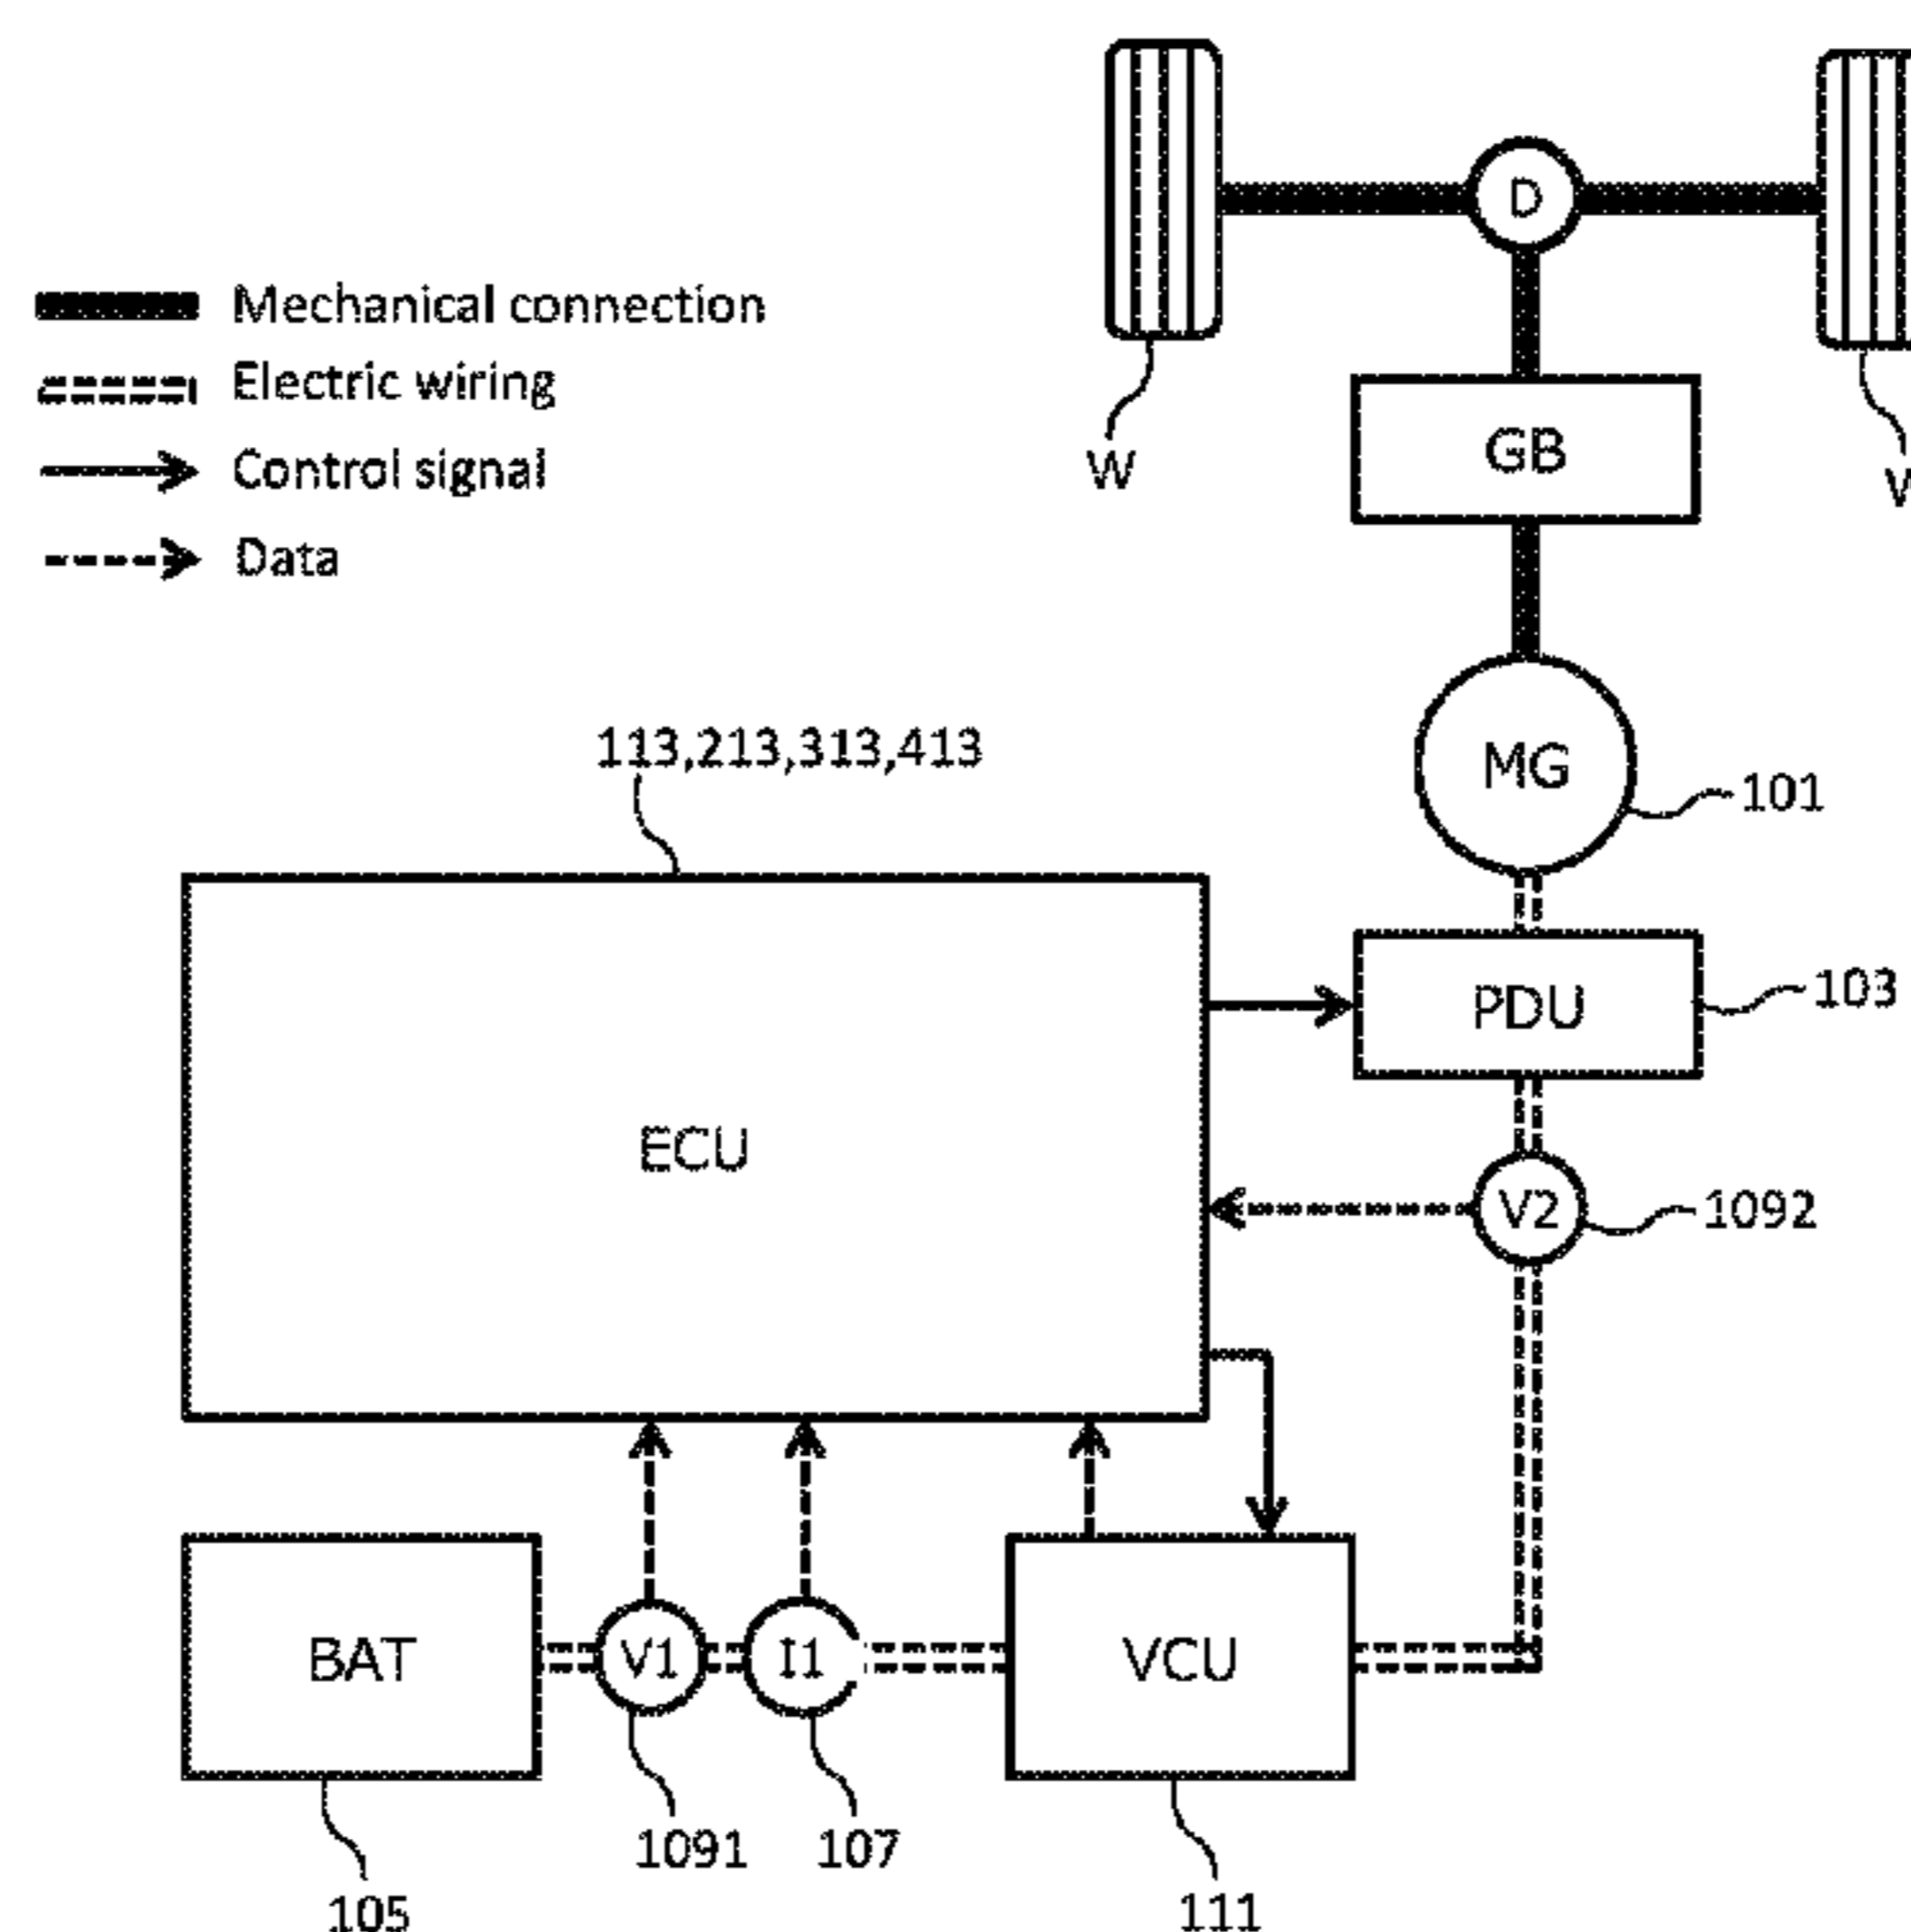 D
Mechanical connection
Electric wiring
Control signal
Data
W
GB
113,213,313,413
MG
101
PDU
103
ECU
V2
1092
BAT
V1
I1
VCU
1091
107
105
111